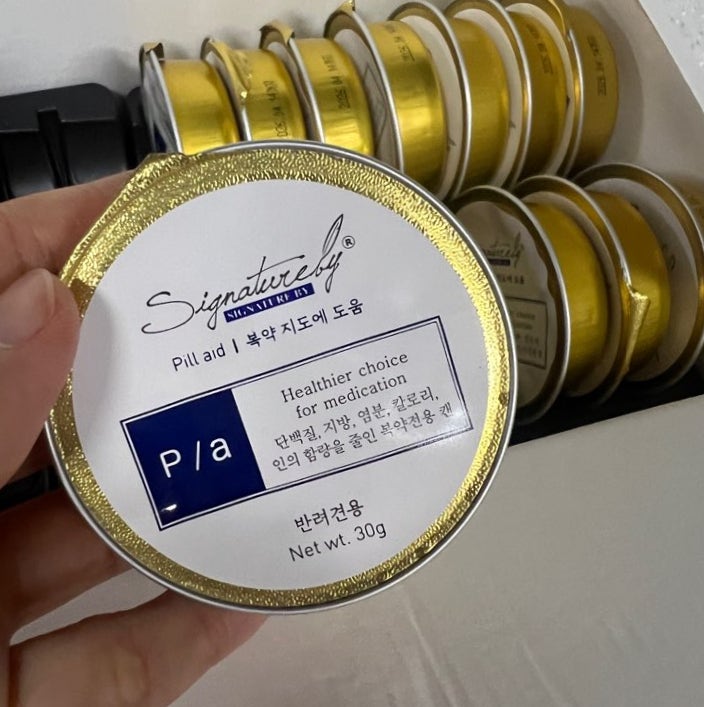 Signatureby®
SIGNATURE BY
Pill aid | 복약 지도에 도움
P/a
Healthier choice
for medication
단백질, 지방, 염분, 칼로리,
인의 함량을 줄인 복약전용 캔
반려견용
Net wt. 30g